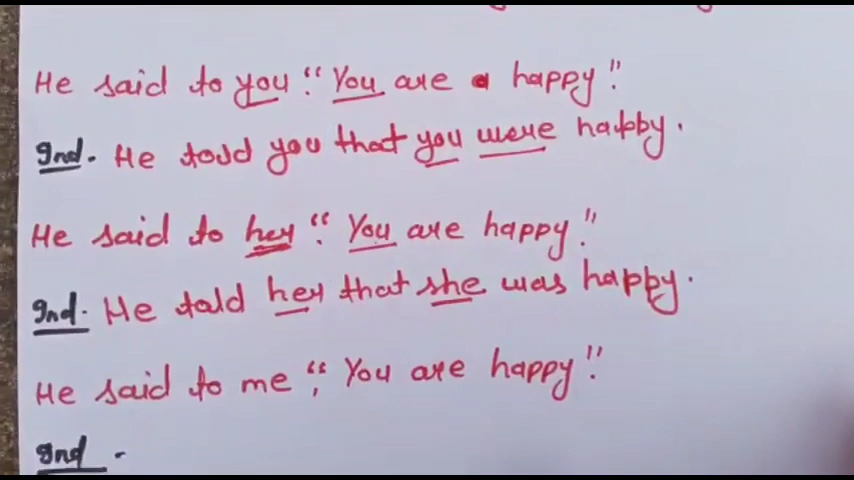 He said to you, "You are happy."
Ind. He told you that you were happy.
He said to her, "You are happy."
Ind. He told her that she was happy.
He said to me, "You are happy."
Ind -